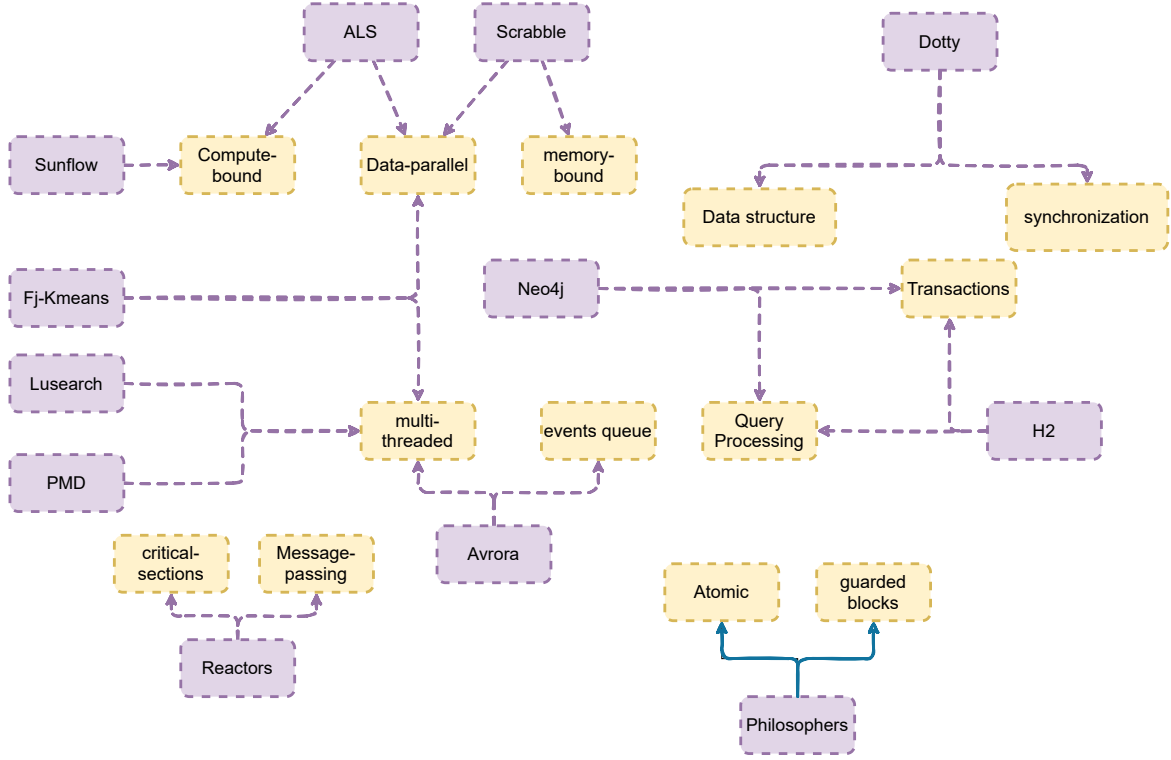 ALS
Scrabble
Dotty
Sunflow
Compute-
bound
Data-parallel
memory-
bound
Data structure
synchronization
Fj-Kmeans
Neo4j
Transactions
Lusearch
multi-
threaded
events queue
Query
Processing
H2
PMD
critical-
sections
Message-
passing
Avrora
Atomic
guarded
blocks
Reactors
Philosophers